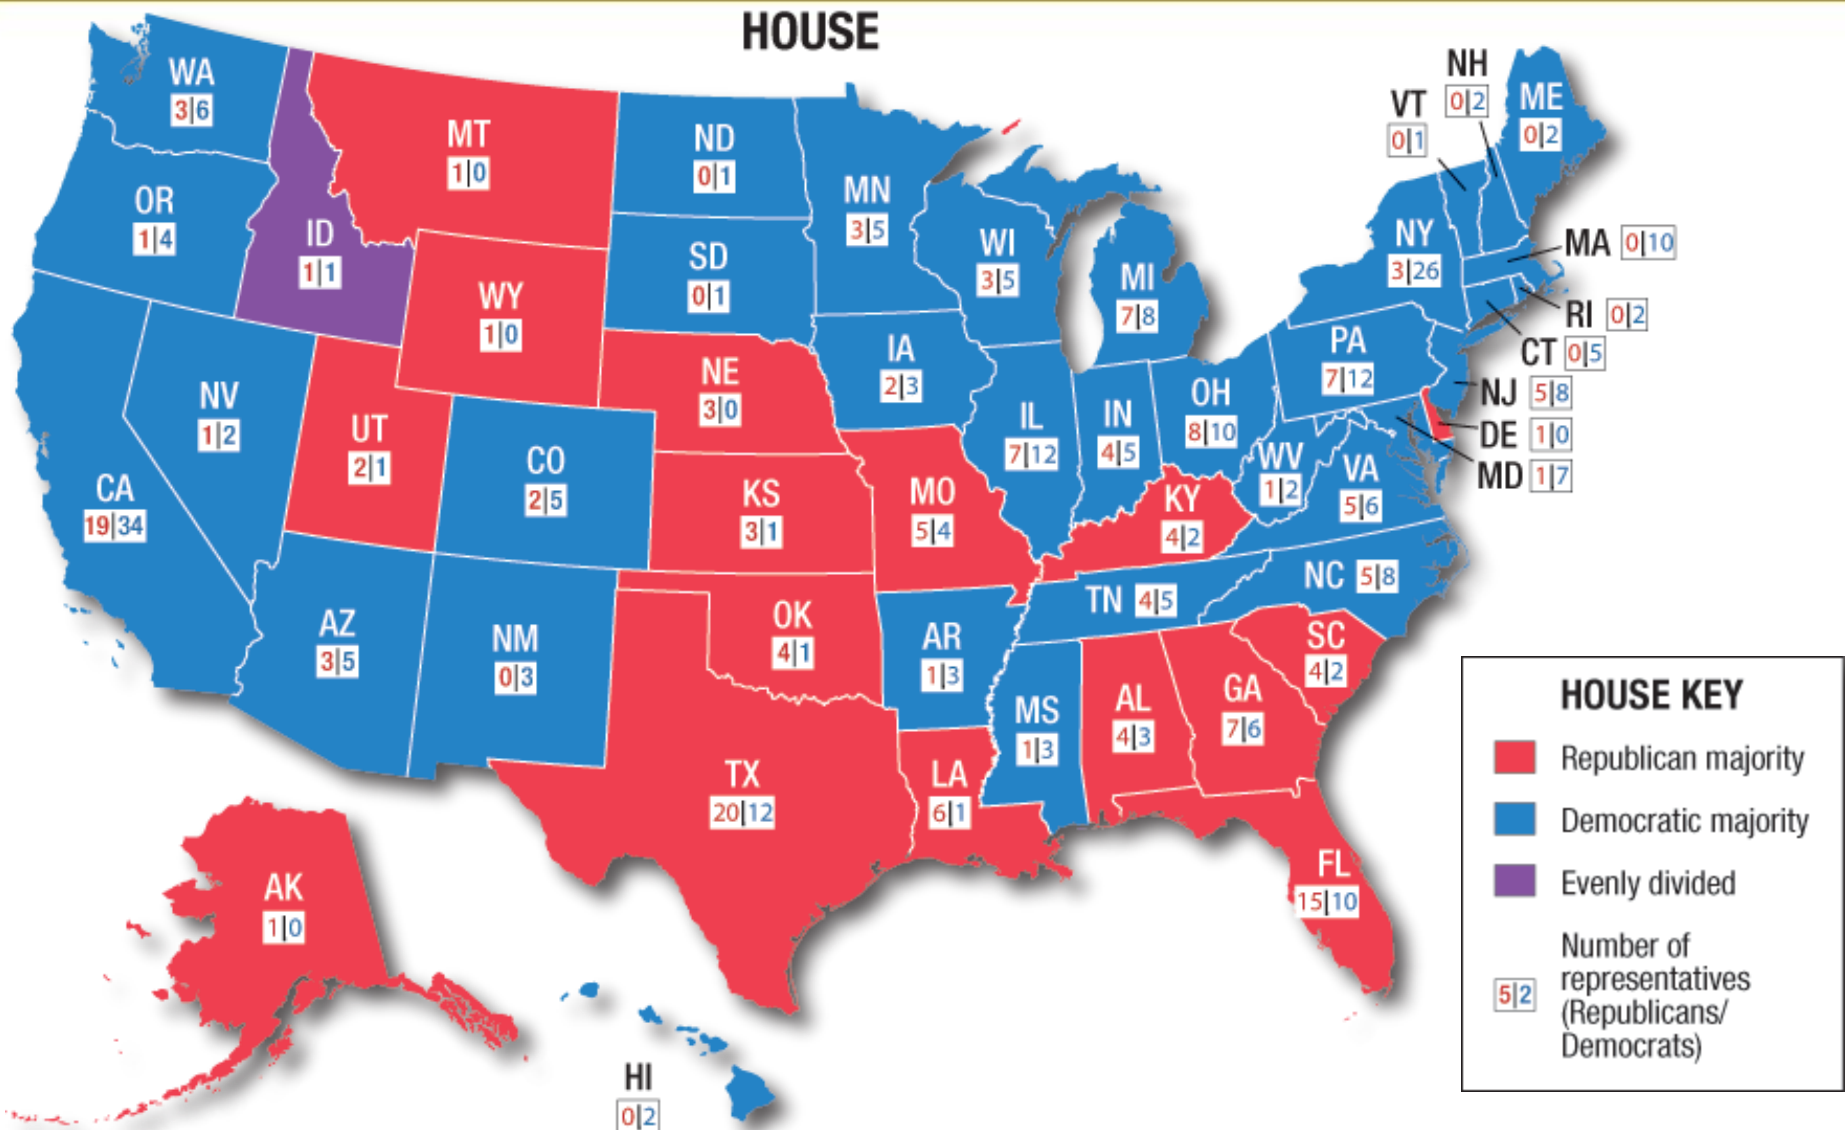 HOUSE
WA
3|6
OR
1|4
ID
1|1
MT
1|0
WY
1|0
ND
0|1
SD
0|1
NE
3|0
MN
3|5
WI
3|5
MI
7|8
IA
2|3
NV
1|2
UT
2|1
CO
2|5
CA
19|34
KS
3|1
MO
5|4
IL
7|12
IN
4|5
OH
8|10
PA
7|12
NY
3|26
VT
0|1
NH
0|2
ME
0|2
MA 0|10
RI 0|2
CT 0|5
NJ 5|8
DE 1|0
MD 1|7
WV
1|2
VA
5|6
KY
4|2
TN 4|5
NC 5|8
SC
4|2
AZ
3|5
NM
0|3
OK
4|1
AR
1|3
MS
1|3
AL
4|3
GA
7|6
TX
20|12
LA
6|1
FL
15|10
AK
1|0
HI
0|2
HOUSE KEY
Republican majority
Democratic majority
Evenly divided
5|2
Number of
representatives
(Republicans/
Democrats)